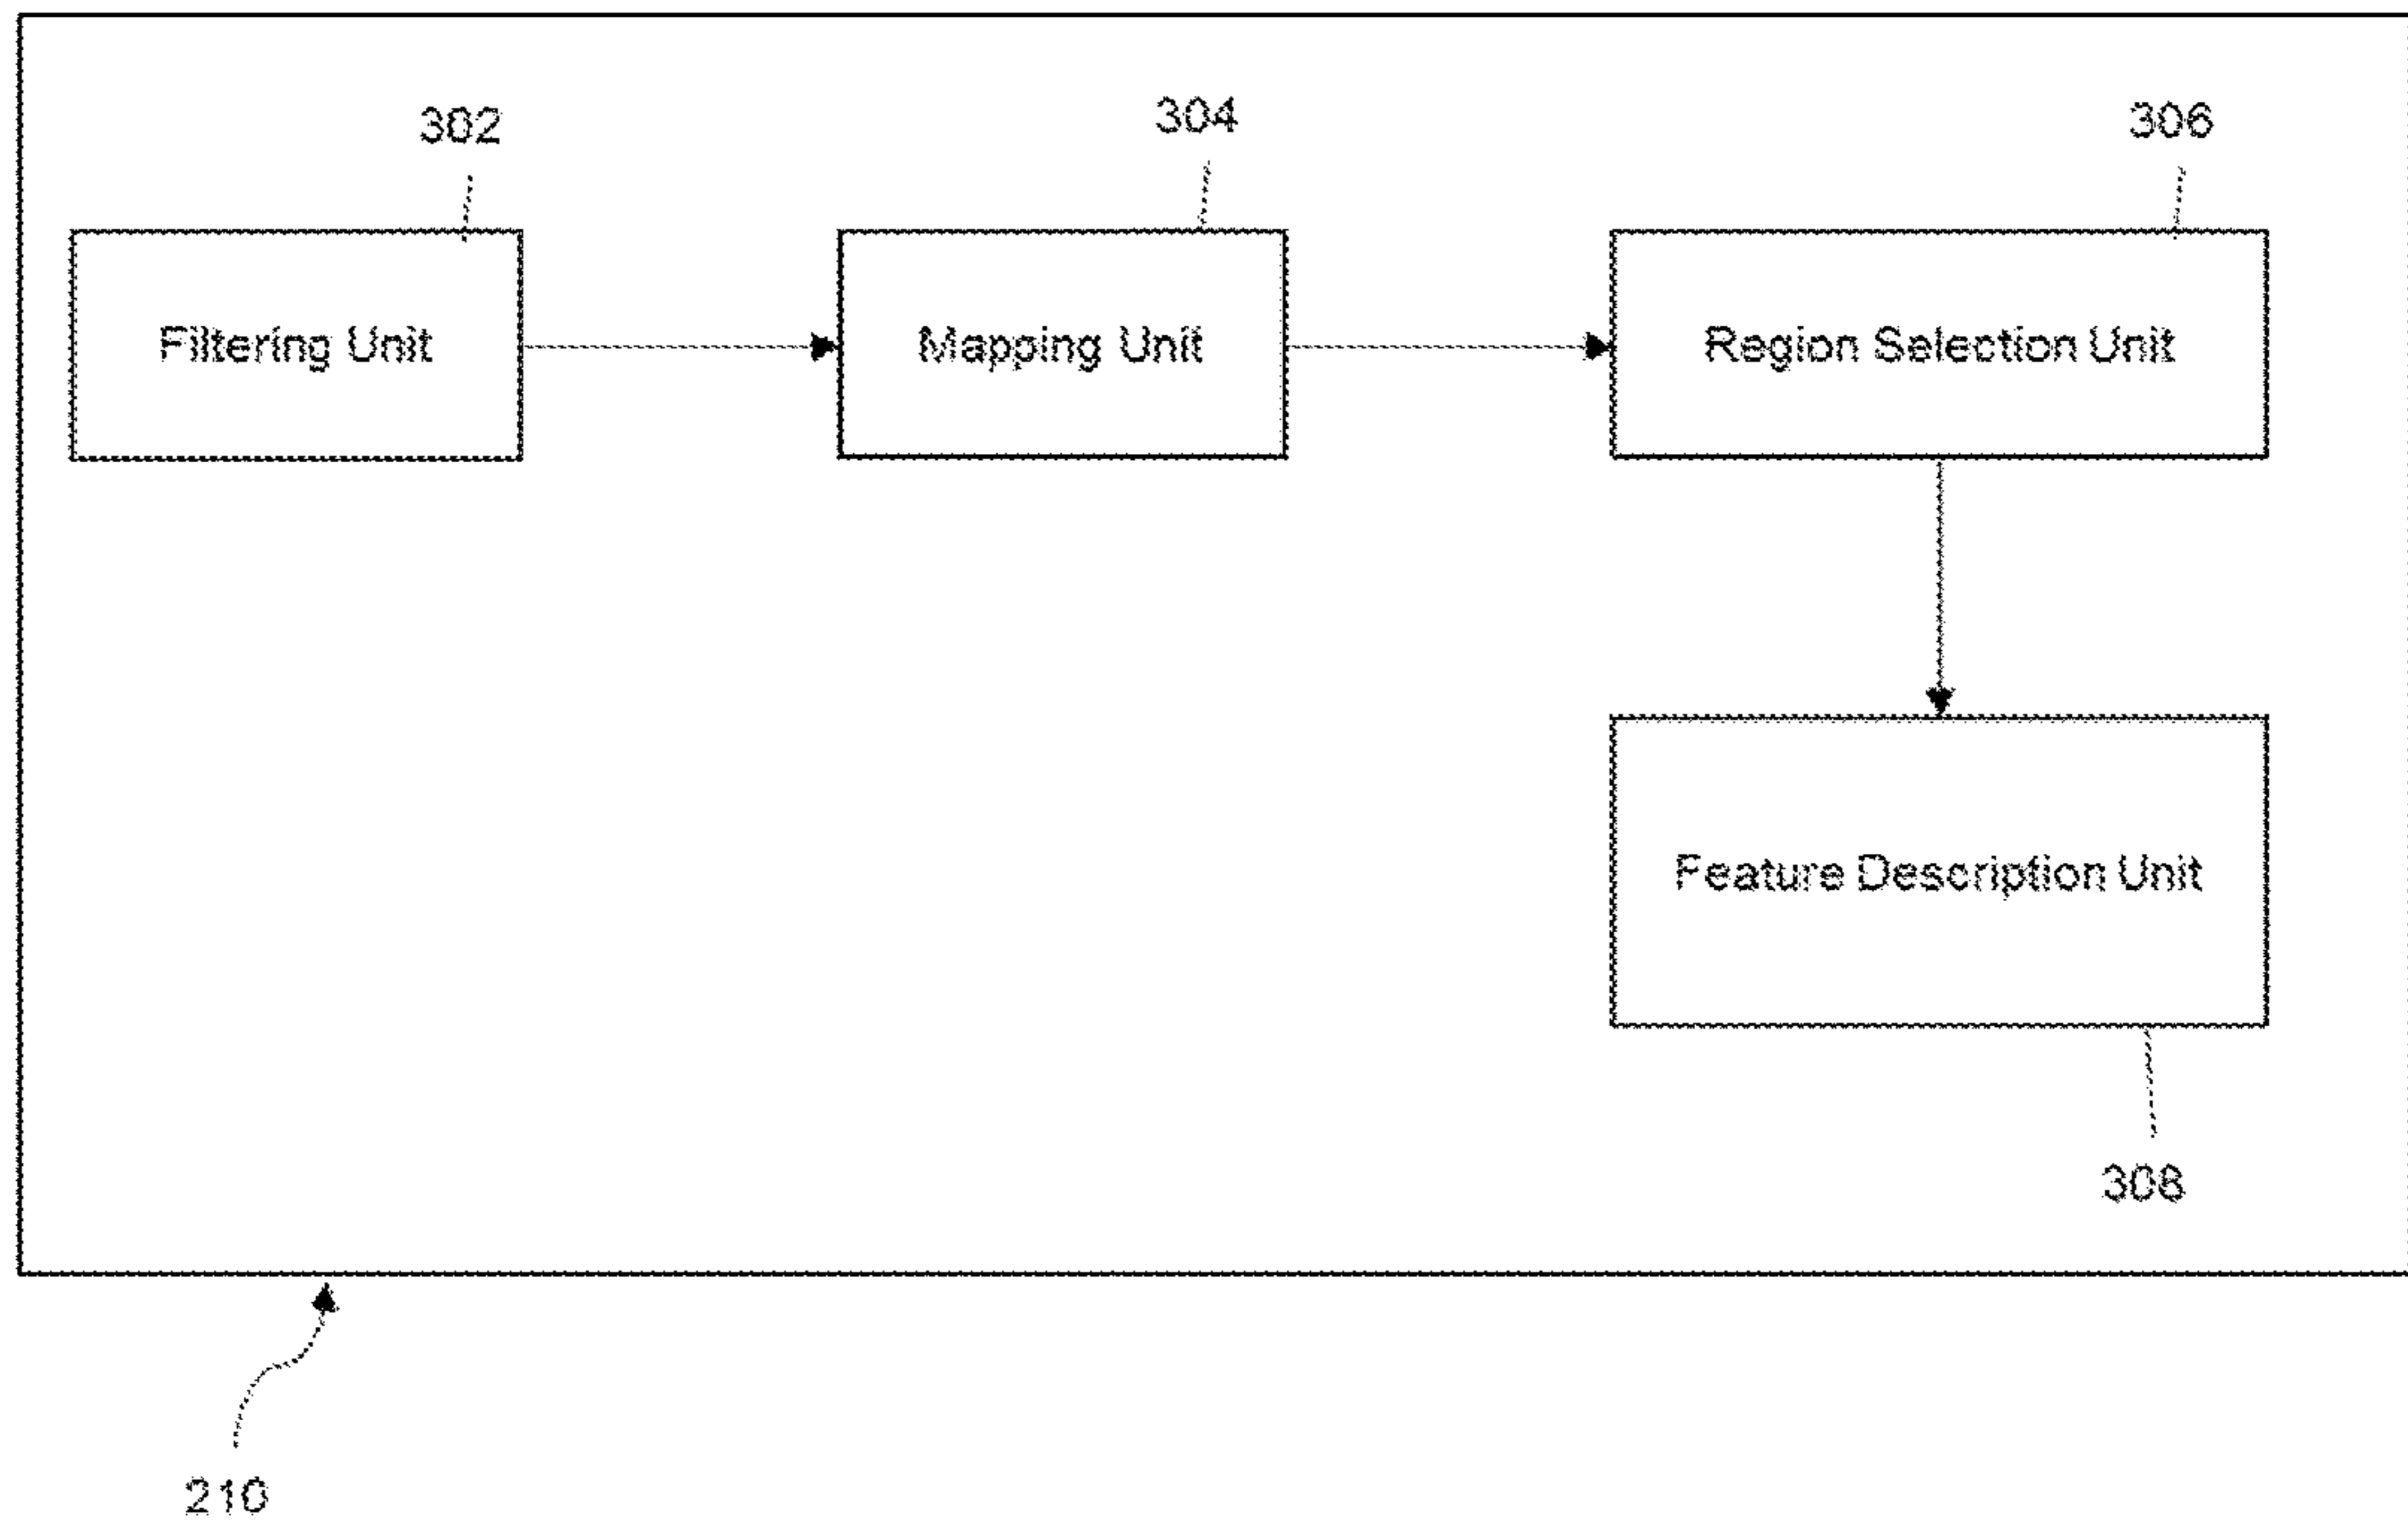 302
304
306
Filtering Unit
Mapping Unit
Region Selection Unit
Feature Description Unit
308
210